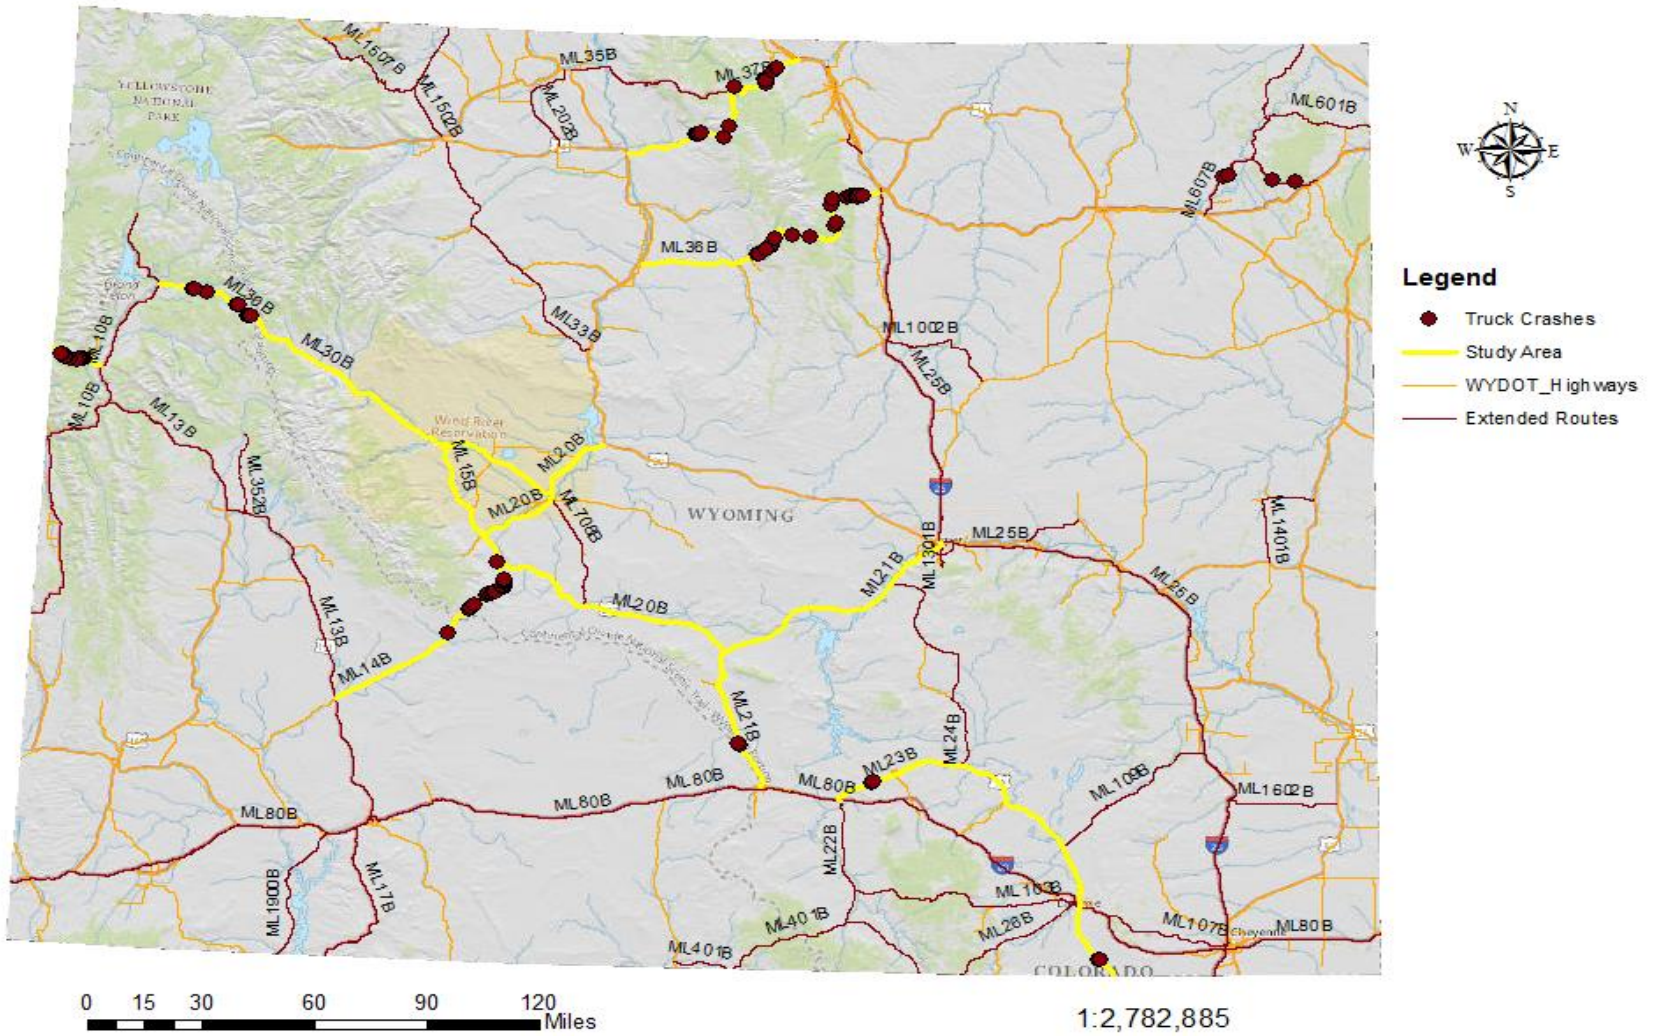 ML1507B
ML35B
ML37B
YELLOWSTONE
NATIONAL
PARK
ML1502B
ML202B
ML601B
N
W
E
S
ML607B
ML36B
Legend
Truck Crashes
Study Area
WYDOT_Highways
Extended Routes
ML30B
ML10B
ML33B
ML1002B
ML30B
ML25B
ML10B
ML13B
Wind River
Reservation
ML15B
ML20B
ML352B
ML20B
ML708B
WYOMING
25
ML1301B
ML25B
ML1401B
ML21B
ML25B
ML13B
ML20B
ML14B
ML21B
ML24B
ML23B
ML80B
ML80B
ML80B
ML80B
ML109B
ML1602B
ML22B
ML1900B
ML17B
ML103B
ML401B
ML26B
ML107B
Cheyenne
ML80B
ML401B
COLORADO
0 15 30 60 90 120
Miles
1:2,782,885